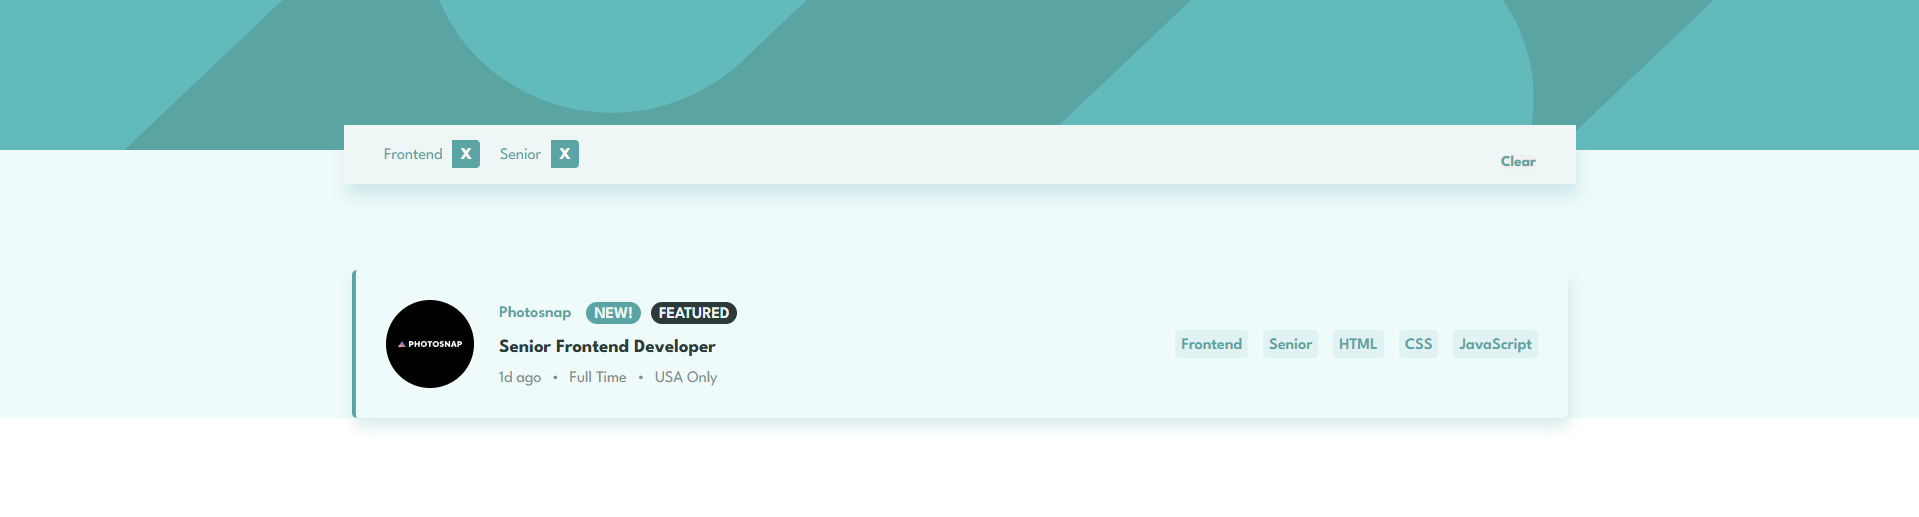 Frontend X Senior X
Clear
Photosnap NEW! FEATURED
PHOTOSNAP
Senior Frontend Developer
1d ago • Full Time • USA Only
Frontend Senior HTML CSS JavaScript